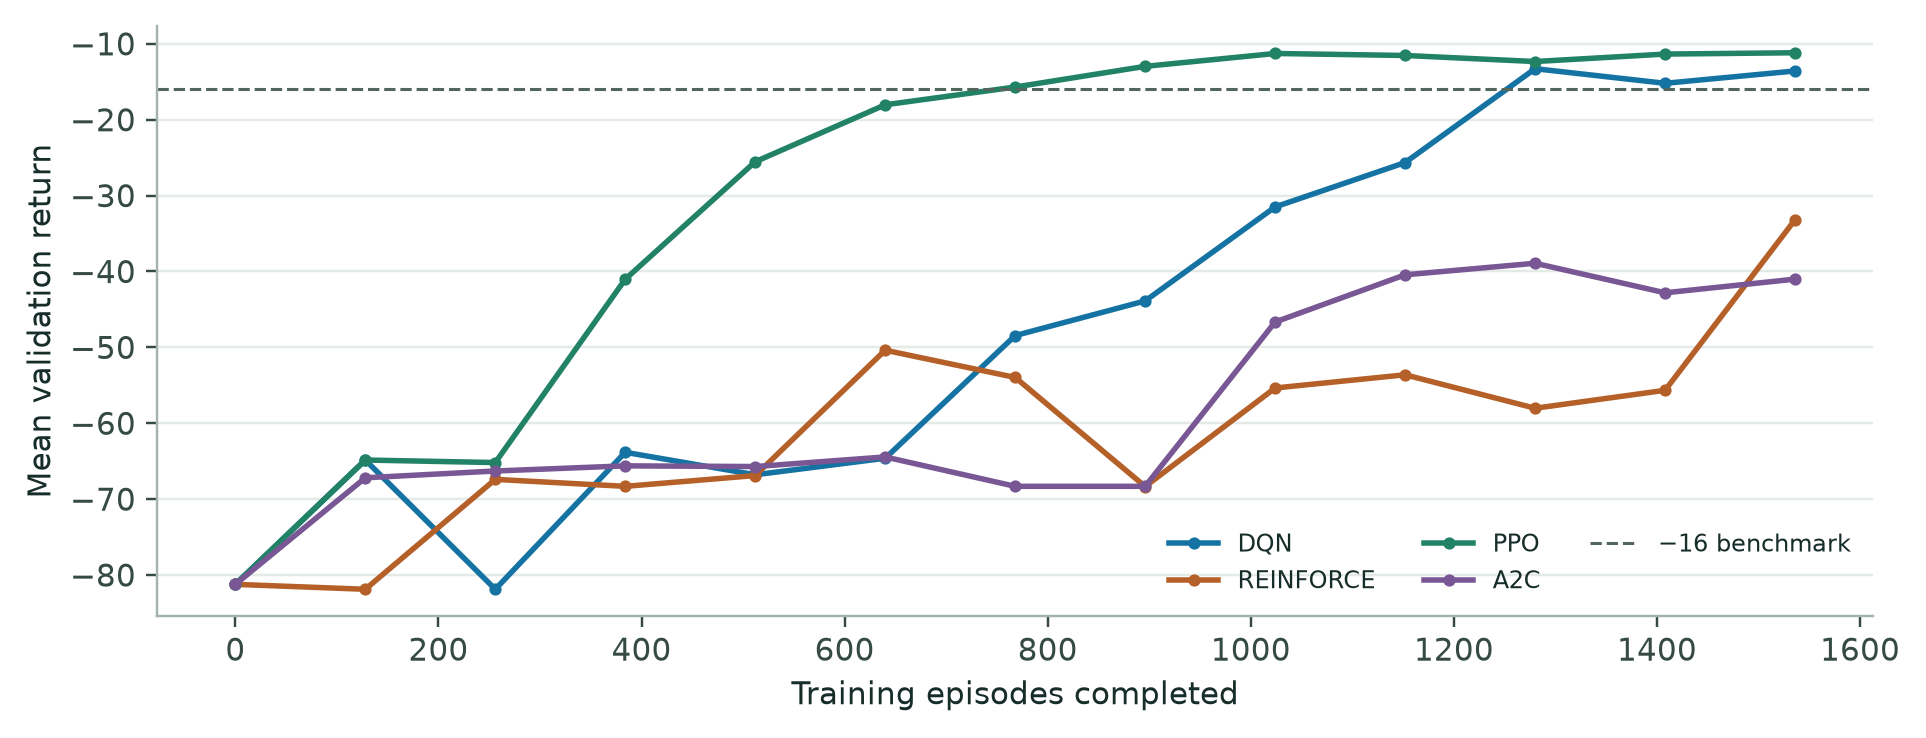 Mean validation return
−10
−20
−30
−40
−50
−60
−70
−80
DQN
REINFORCE
PPO
A2C
−16 benchmark
0 200 400 600 800 1000 1200 1400 1600
Training episodes completed